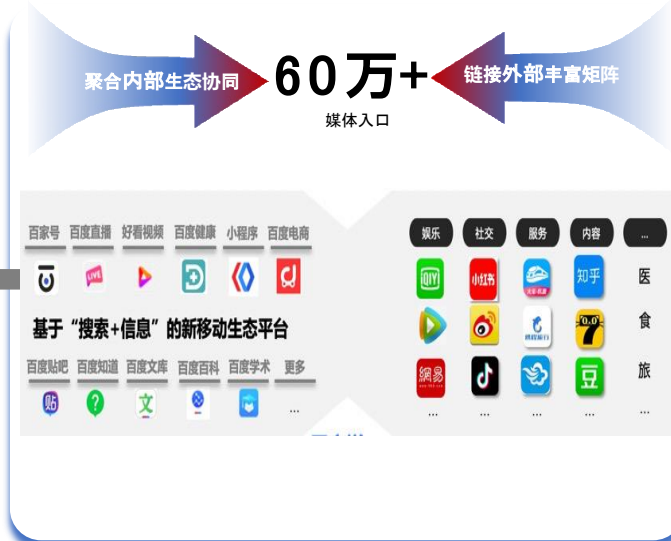 聚合内部生态协同
60万+
链接外部丰富矩阵
媒体入口
百家号 百度直播 好看视频 百度健康 小程序 百度电商
LIVE
基于“搜索+信息”的新移动生态平台
百度贴吧 百度知道 百度文库 百度百科 百度学术 更多
贴 ? 文 ...
娱乐 社交 服务 内容 ...
QIY 小红书 知乎 医
食
網易 豆 旅
... ... ... ... ...